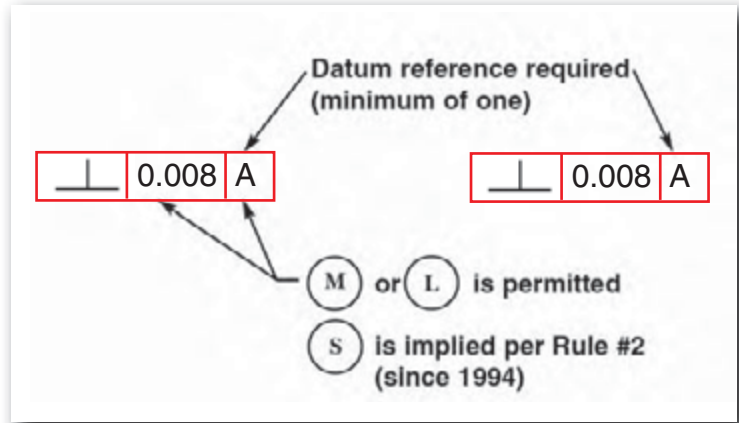 Datum reference required
(minimum of one)
⊥ 0.008 A
⊥ 0.008 A
M or L is permitted
S is implied per Rule #2
(since 1994)